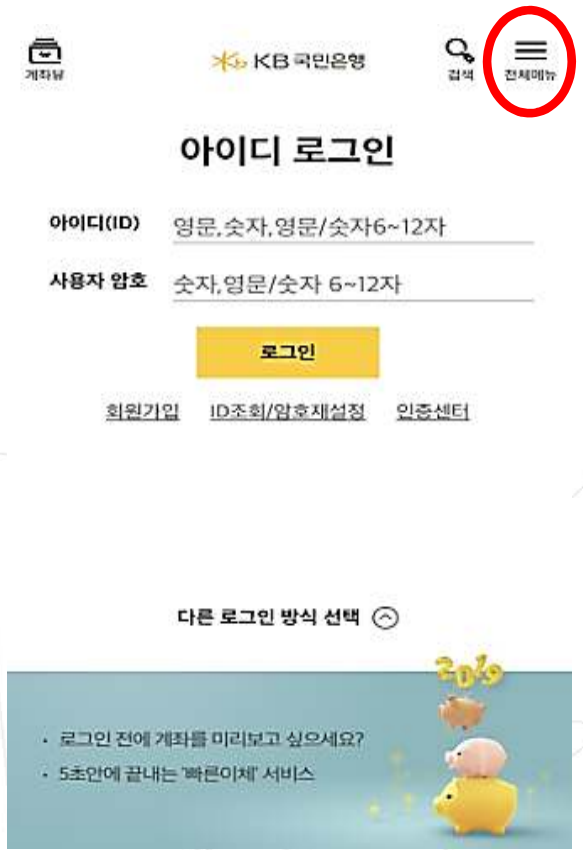 계좌뷰
KB 국민은행
검색
전체메뉴
아이디 로그인
아이디(ID)
영문,숫자,영문/숫자6~12자
사용자 암호
숫자,영문/숫자 6~12자
로그인
회원가입 ID조회/암호재설정 인증센터
다른 로그인 방식 선택
2019
· 로그인 전에 계좌를 미리보고 싶으세요?
· 5초안에 끝내는 '빠른이체' 서비스